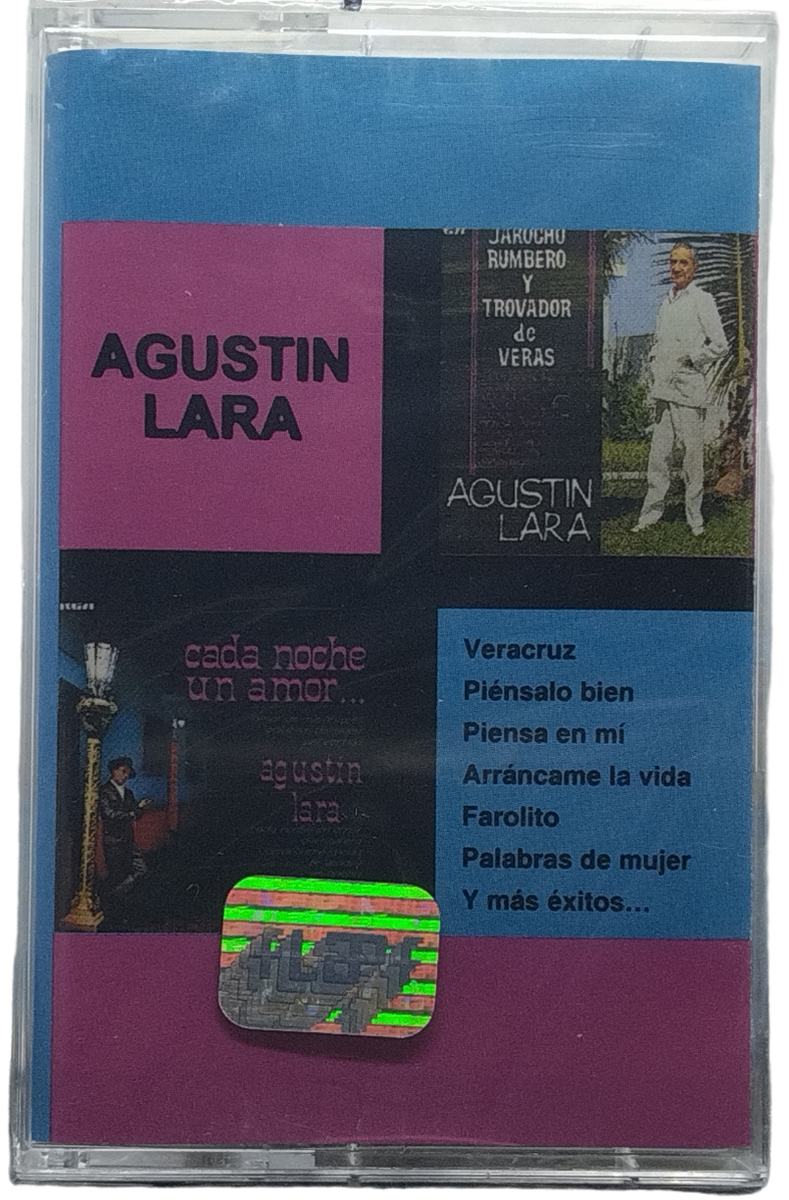 AGUSTIN
LARA
en
JAROCHO
RUMBERO
Y
TROVADOR
de
VERAS
AGUSTIN
LARA
cada noche
un amor...
agustin
lara
Veracruz
Piénsalo bien
Piensa en mí
Arráncame la vida
Farolito
Palabras de mujer
Y más éxitos...